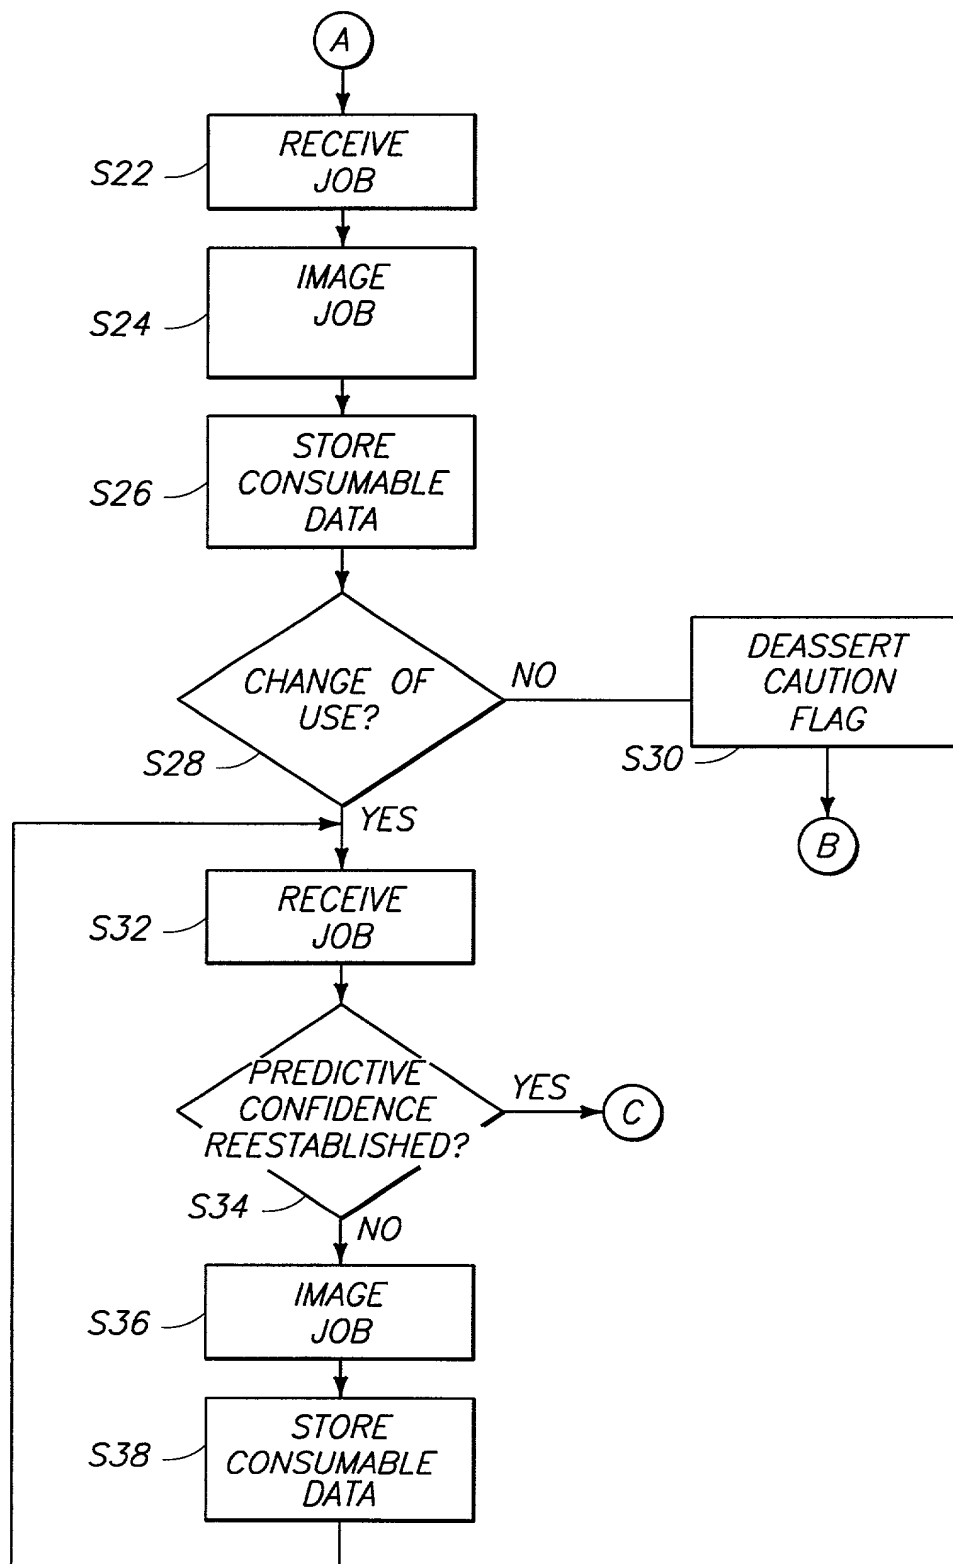 A
RECEIVE
JOB
S22
IMAGE
JOB
S24
STORE
CONSUMABLE
DATA
S26
CHANGE OF
USE?
S28
NO
DEASSERT
CAUTION
FLAG
S30
B
YES
RECEIVE
JOB
S32
PREDICTIVE
CONFIDENCE
REESTABLISHED?
S34
YES
C
NO
IMAGE
JOB
S36
STORE
CONSUMABLE
DATA
S38